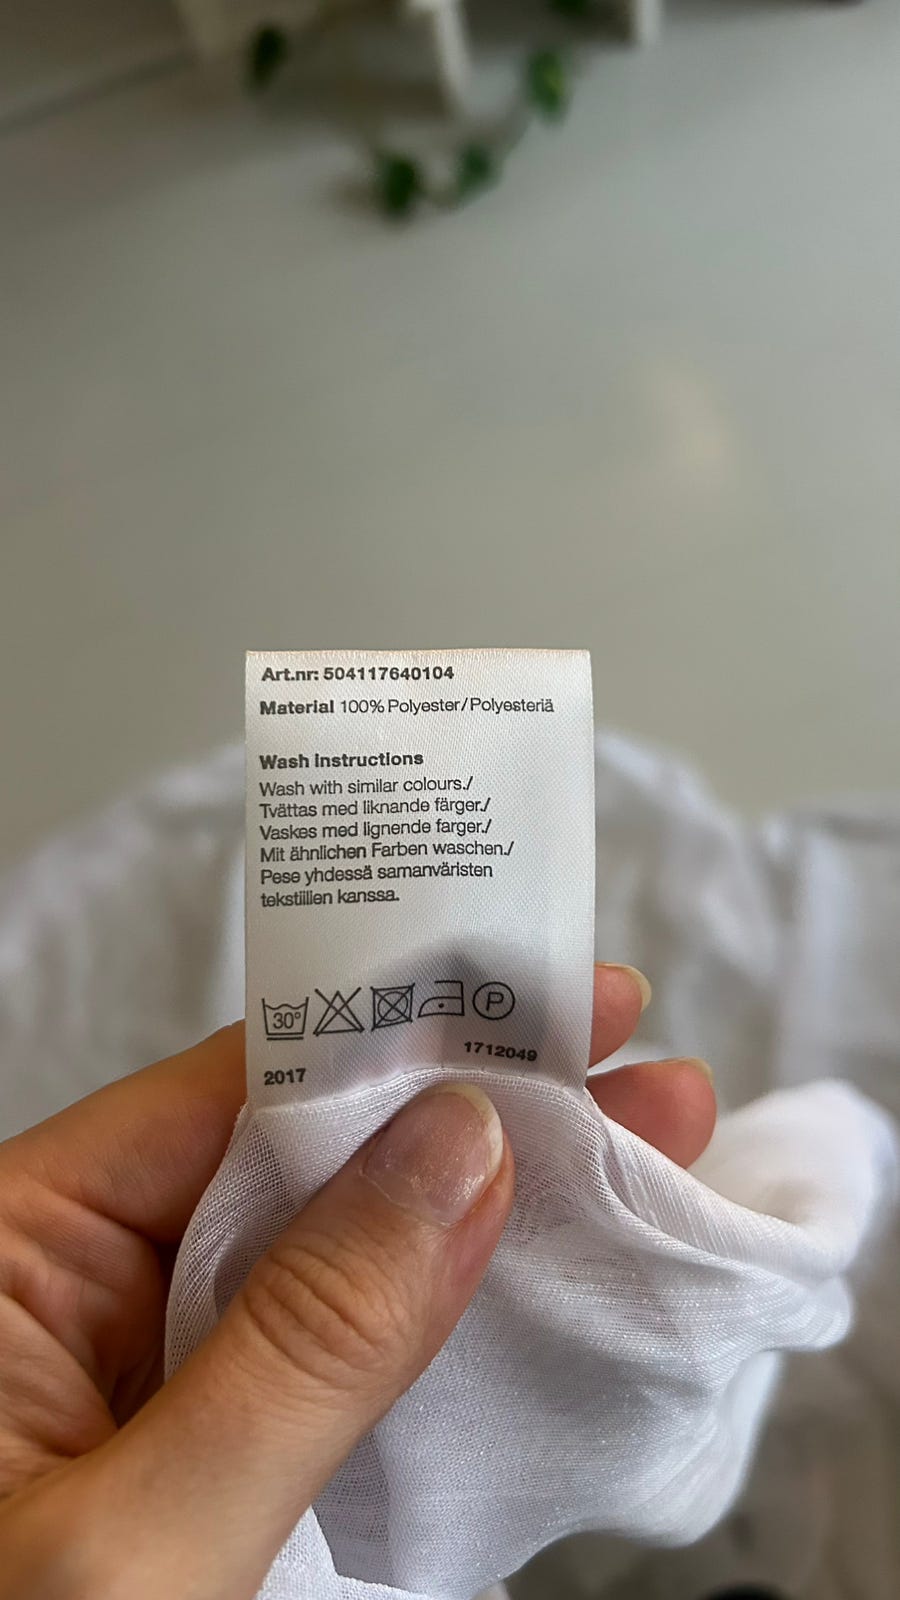 Art.nr: 504117640104
Material 100% Polyester/Polyesteriä
Wash instructions
Wash with similar colours./
Tvättas med liknande färger./
Vaskes med lignende farger./
Mit ähnlichen Farben waschen./
Pese yhdessä samanväristen
tekstiilien kanssa.
30° P
1712049
2017